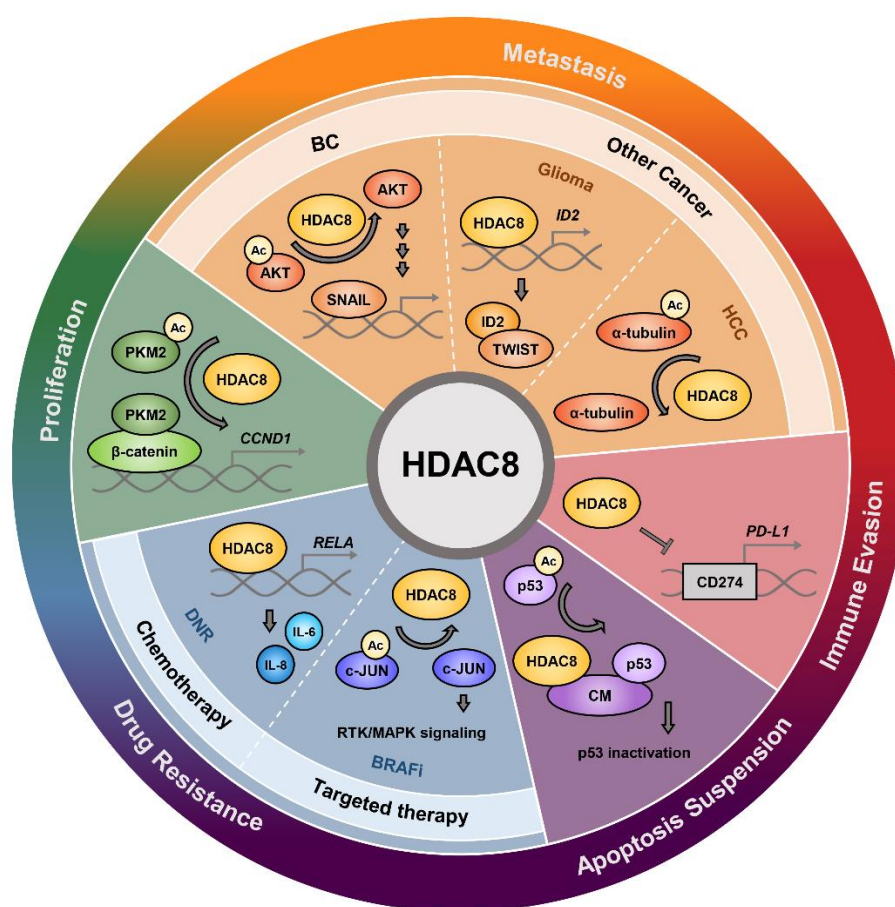 Metastasis
BC
Other Cancer
Glioma
HCC
HDAC8
AKT
Ac
AKT
SNAIL
HDAC8
ID2
ID2
TWIST
Ac
α-tubulin
HDAC8
α-tubulin
Proliferation
Ac
PKM2
HDAC8
PKM2
β-catenin
CCND1
HDAC8
Immune Evasion
HDAC8
PD-L1
CD274
Apoptosis Suspension
Ac
p53
HDAC8
p53
CM
p53 inactivation
Drug Resistance
Chemotherapy
DNR
HDAC8
RELA
IL-6
IL-8
Targeted therapy
BRAFi
HDAC8
Ac
c-JUN
c-JUN
RTK/MAPK signaling